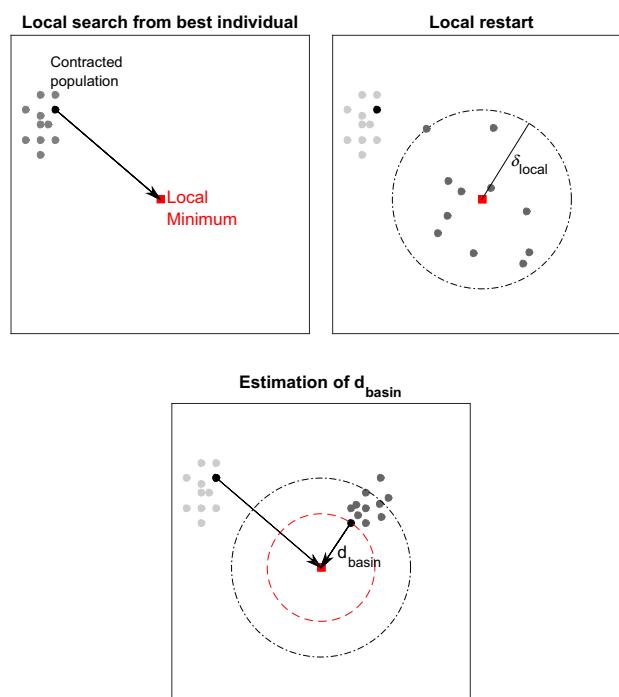 Local search from best individual
Contracted
population
Local
Minimum
Local restart
δlocal
Estimation of dbasin
dbasin